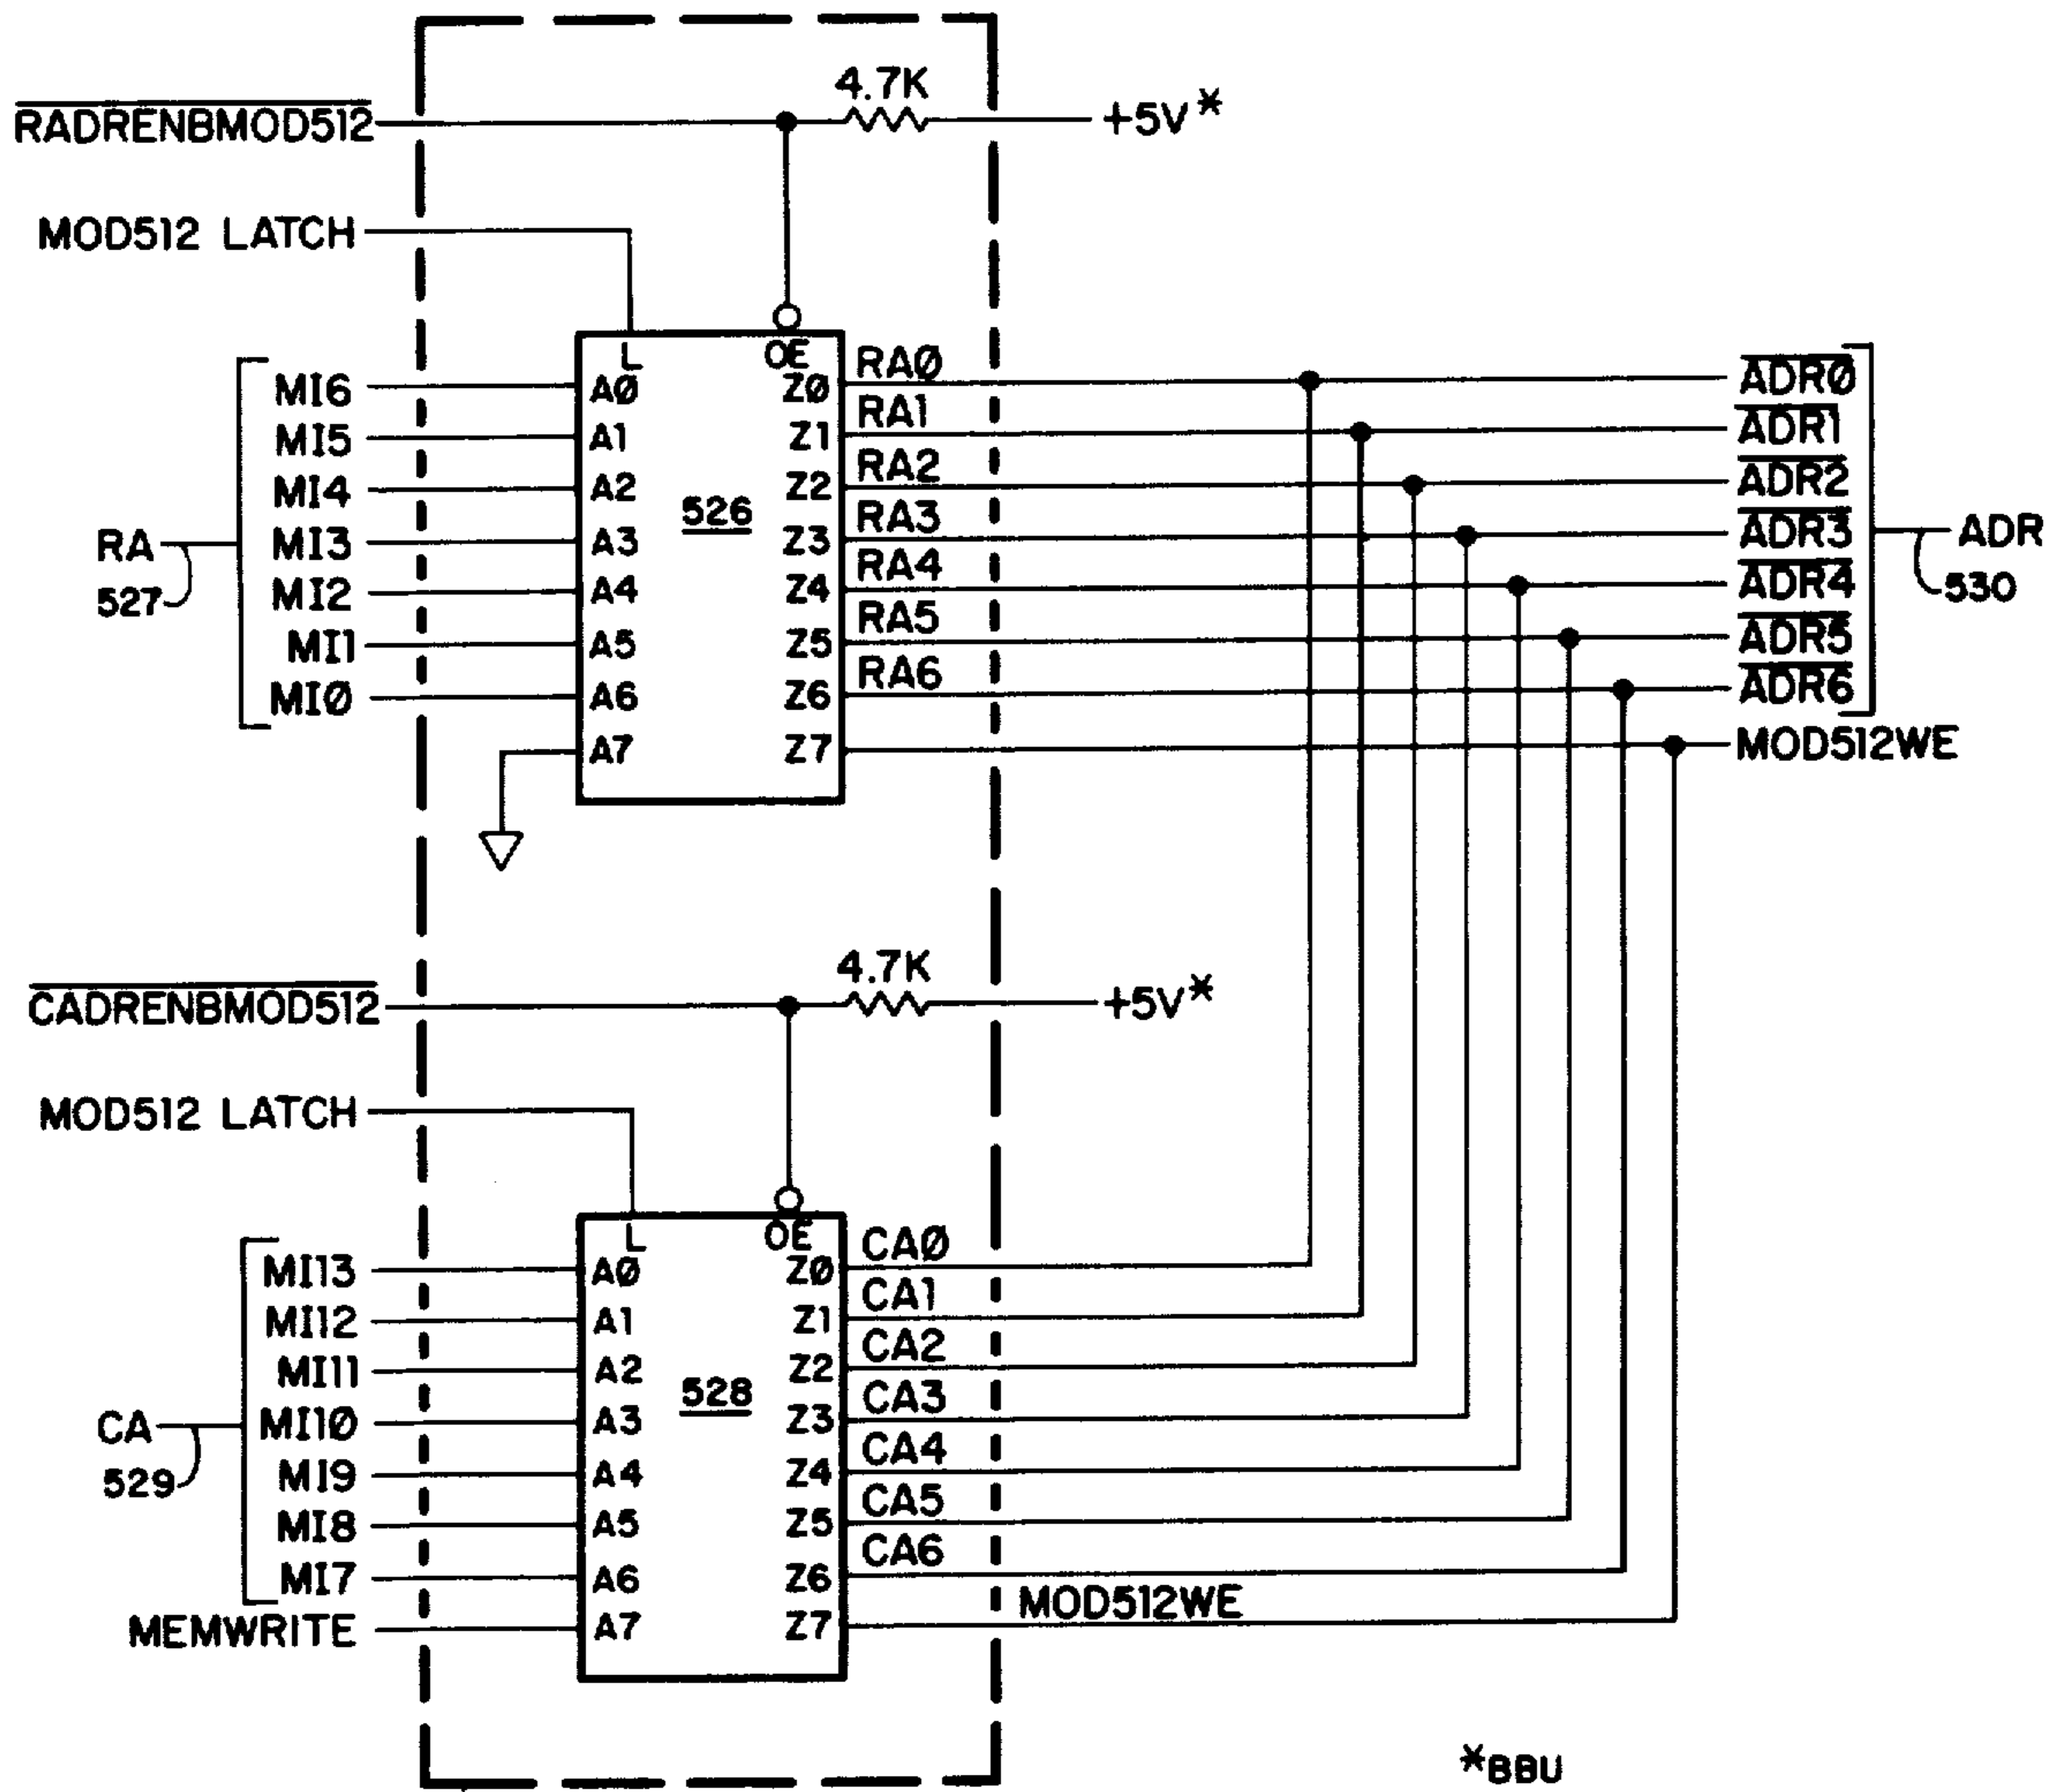 4.7K
RADRENBMOD512
+5V*
MOD512 LATCH
L
OE
RA
527
MI6
MI5
MI4
MI3
MI2
MI1
MIØ
AØ
A1
A2
A3
A4
A5
A6
A7
526
ZØ
Z1
Z2
Z3
Z4
Z5
Z6
Z7
RAØ
RA1
RA2
RA3
RA4
RA5
RA6
ADRØ
ADR1
ADR2
ADR3
ADR4
ADR5
ADR6
MOD512WE
ADR
530
4.7K
CADRENBMOD512
+5V*
MOD512 LATCH
L
OE
CA
529
MI13
MI12
MI11
MI1Ø
MI9
MI8
MI7
MEMWRITE
AØ
A1
A2
A3
A4
A5
A6
A7
528
ZØ
Z1
Z2
Z3
Z4
Z5
Z6
Z7
CAØ
CA1
CA2
CA3
CA4
CA5
CA6
MOD512WE
*BBU